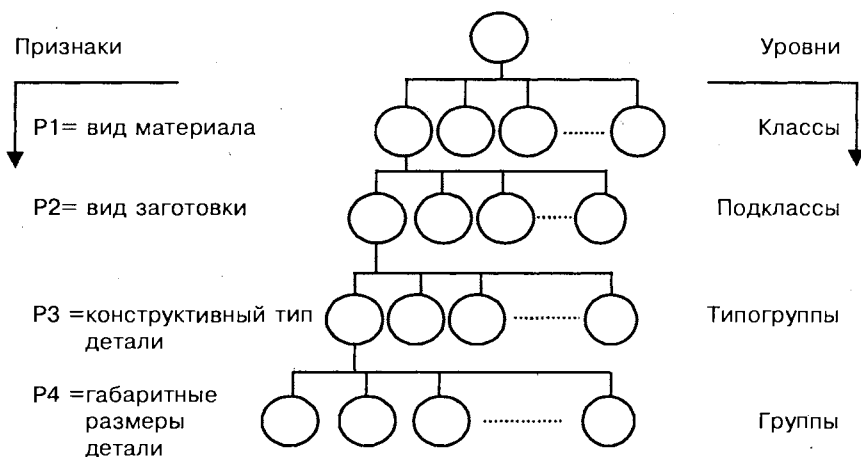 Признаки
Уровни
Р1= вид материала
Классы
Р2= вид заготовки
Подклассы
Р3 =конструктивный тип
детали
Типогруппы
Р4 =габаритные
размеры
детали
Группы